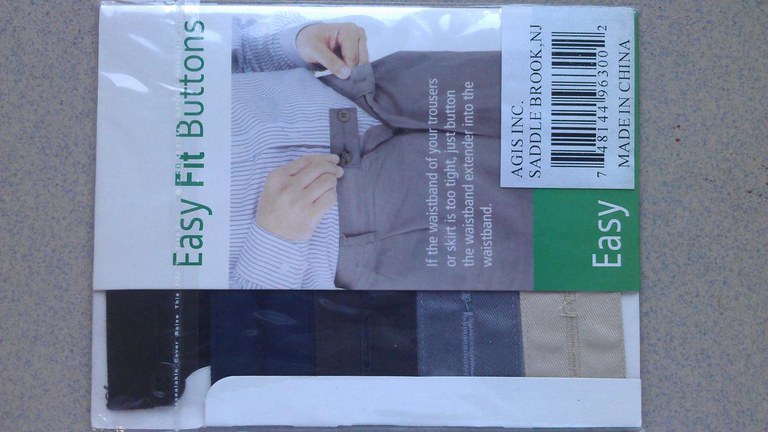 Easy Fit Buttons
If the waistband of your trousers
or skirt is too tight, just button
the waistband extender into the
waistband.
AGIS INC.
SADDLE BROOK,NJ
7 48144 96300 2
MADE IN CHINA
Easy